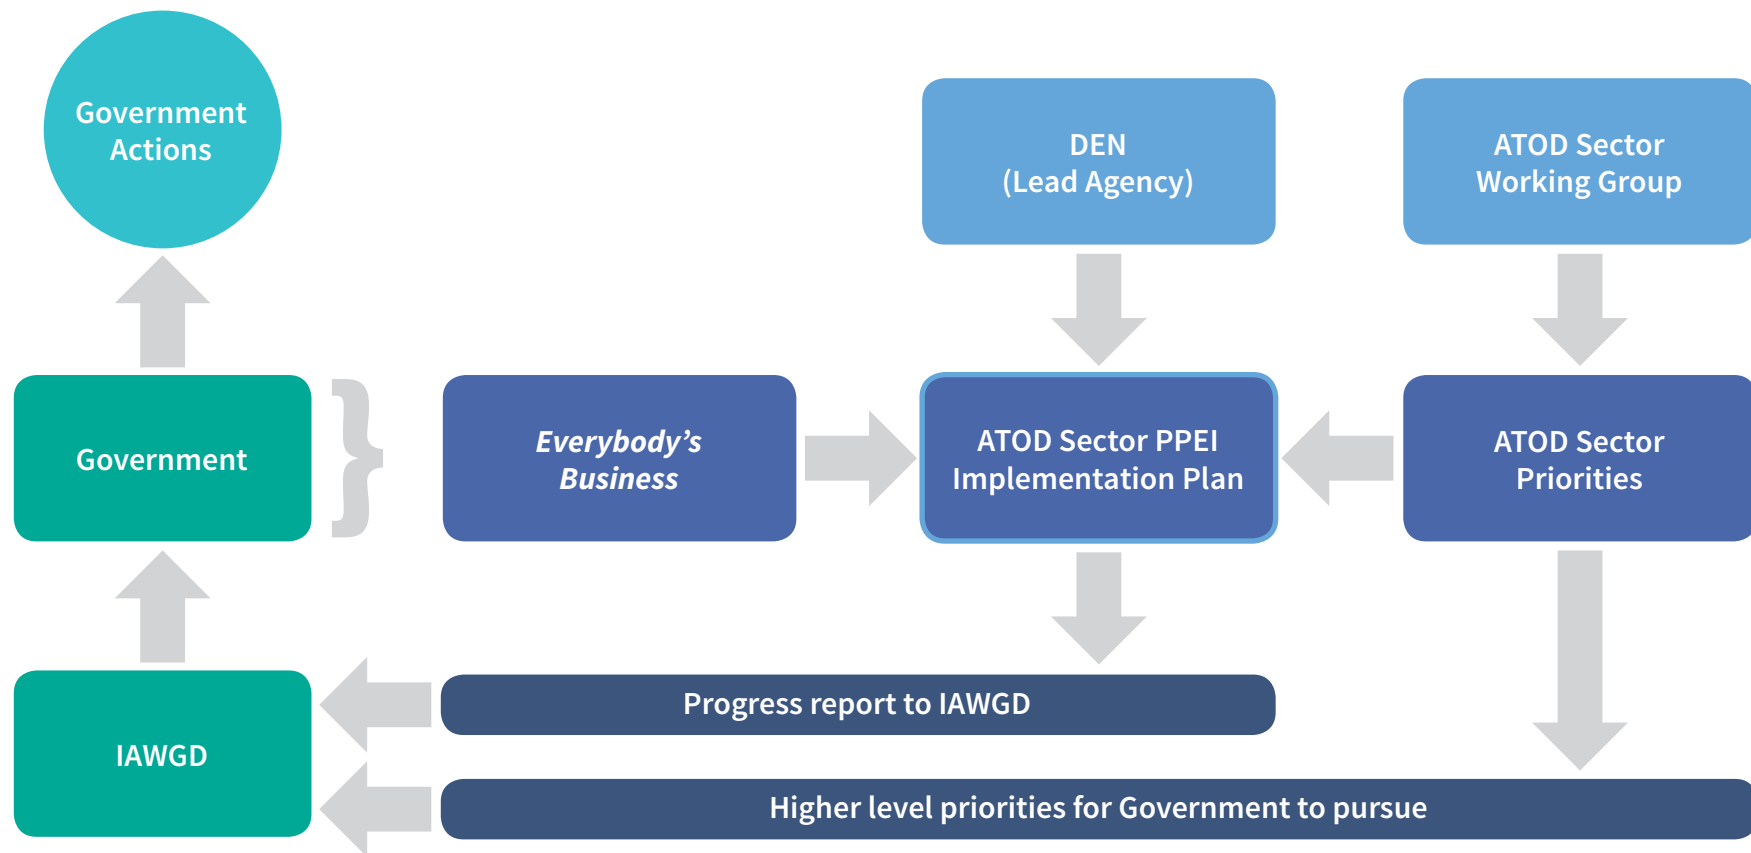 Government
Actions
DEN
(Lead Agency)
ATOD Sector
Working Group
Government
}
Everybody’s
Business
ATOD Sector PPEI
Implementation Plan
ATOD Sector
Priorities
IAWGD
Progress report to IAWGD
Higher level priorities for Government to pursue